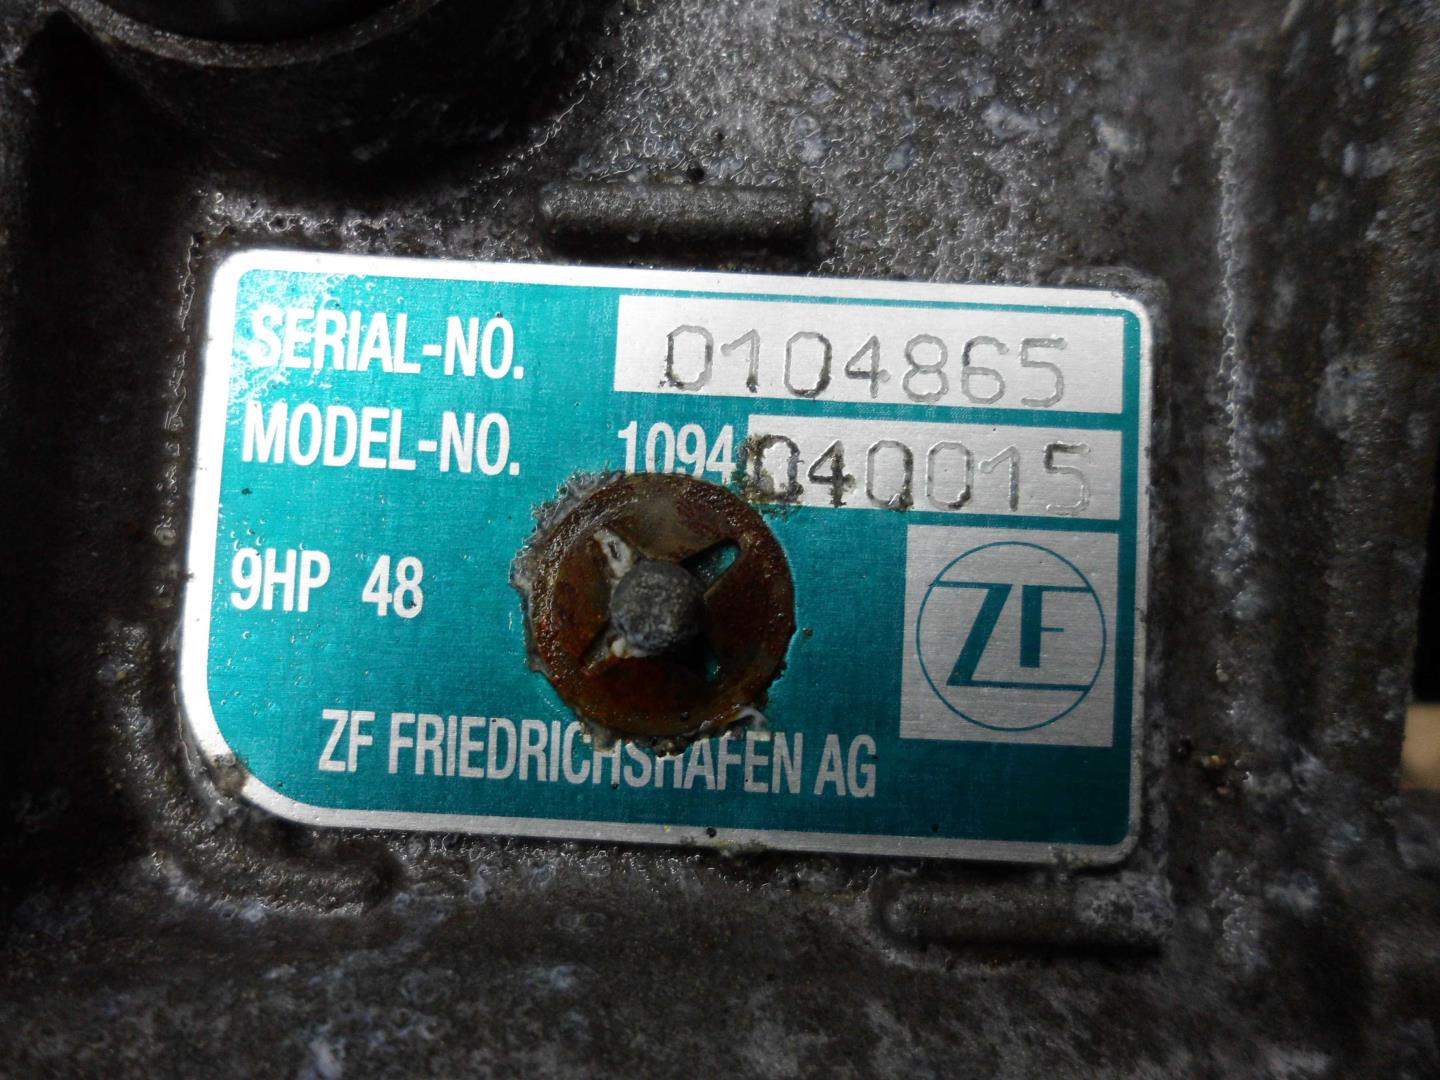 SERIAL-NO. 0104865
MODEL-NO. 1094 040015
9HP 48
ZF
ZF FRIEDRICHSHAFEN AG